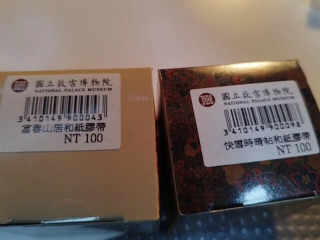 國立故宮博物院
NATIONAL PALACE MUSEUM
3410149900043
富春山居和紙膠帶
NT 100
國立故宮博物院
NATIONAL PALACE MUSEUM
3410149900098
快雪時晴帖和紙膠帶
NT 100